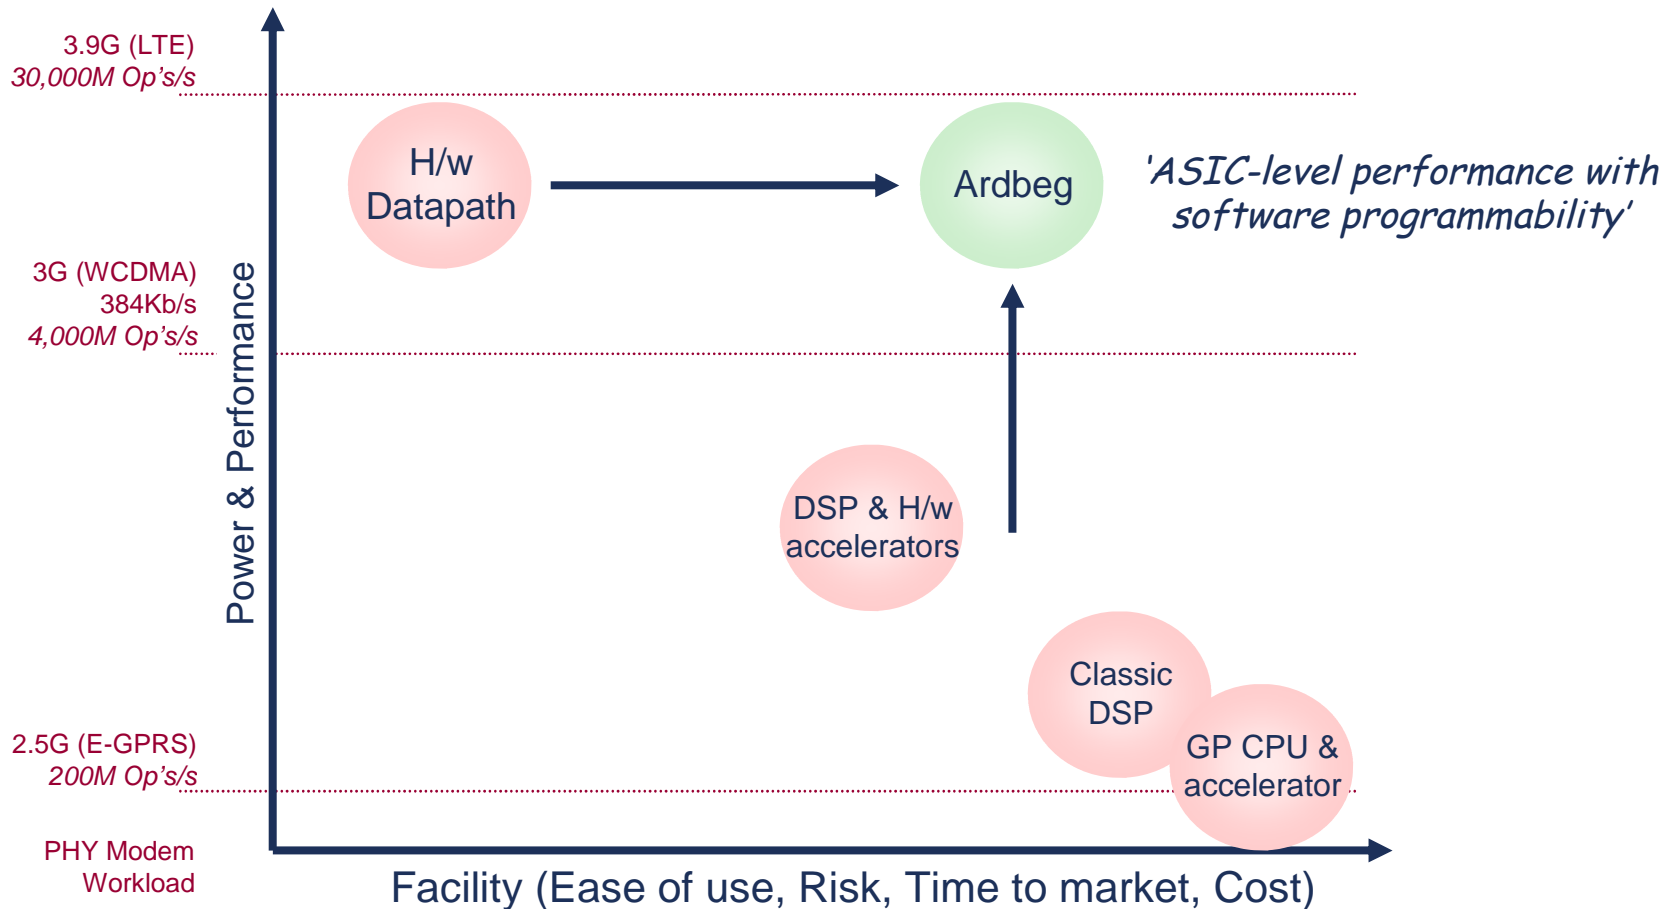 3.9G (LTE)
30,000M Op's/s
H/w
Datapath
Ardbeg
'ASIC-level performance with
software programmability'
3G (WCDMA)
384Kb/s
4,000M Op's/s
Power & Performance
DSP & H/w
accelerators
Classic
DSP
GP CPU &
accelerator
2.5G (E-GPRS)
200M Op's/s
PHY Modem
Workload
Facility (Ease of use, Risk, Time to market, Cost)